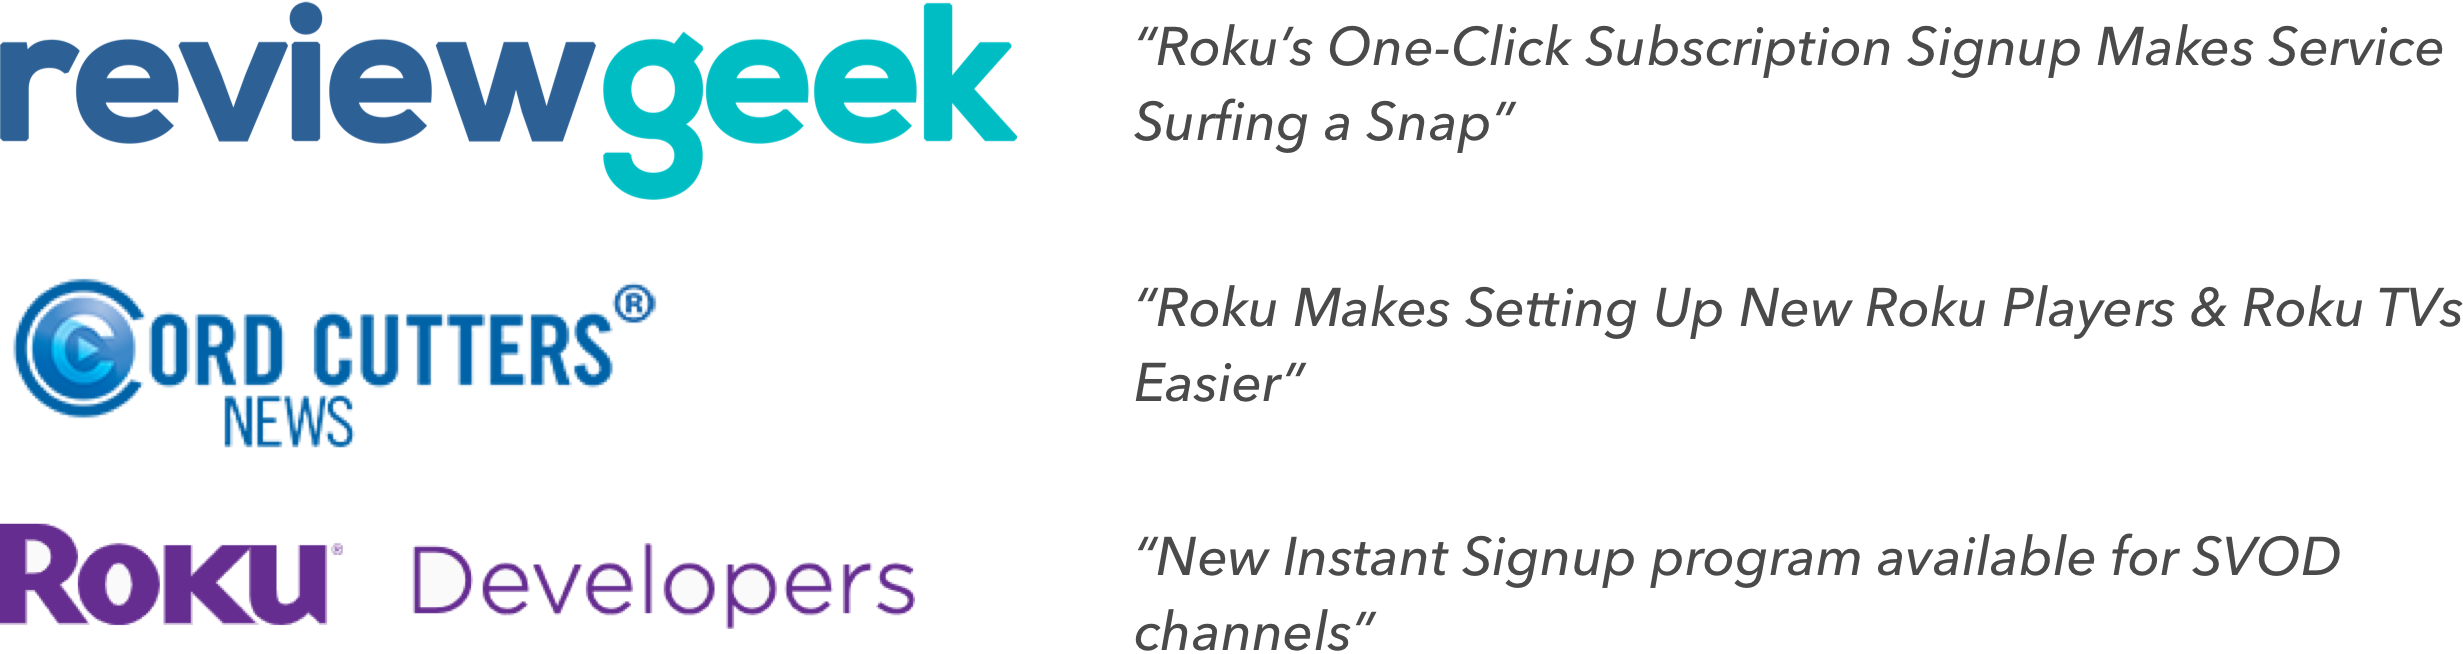 reviewgeek
“Roku’s One-Click Subscription Signup Makes Service
Surfing a Snap”
CORD CUTTERS®
NEWS
“Roku Makes Setting Up New Roku Players & Roku TVs
Easier”
ROKU® Developers
“New Instant Signup program available for SVOD
channels”